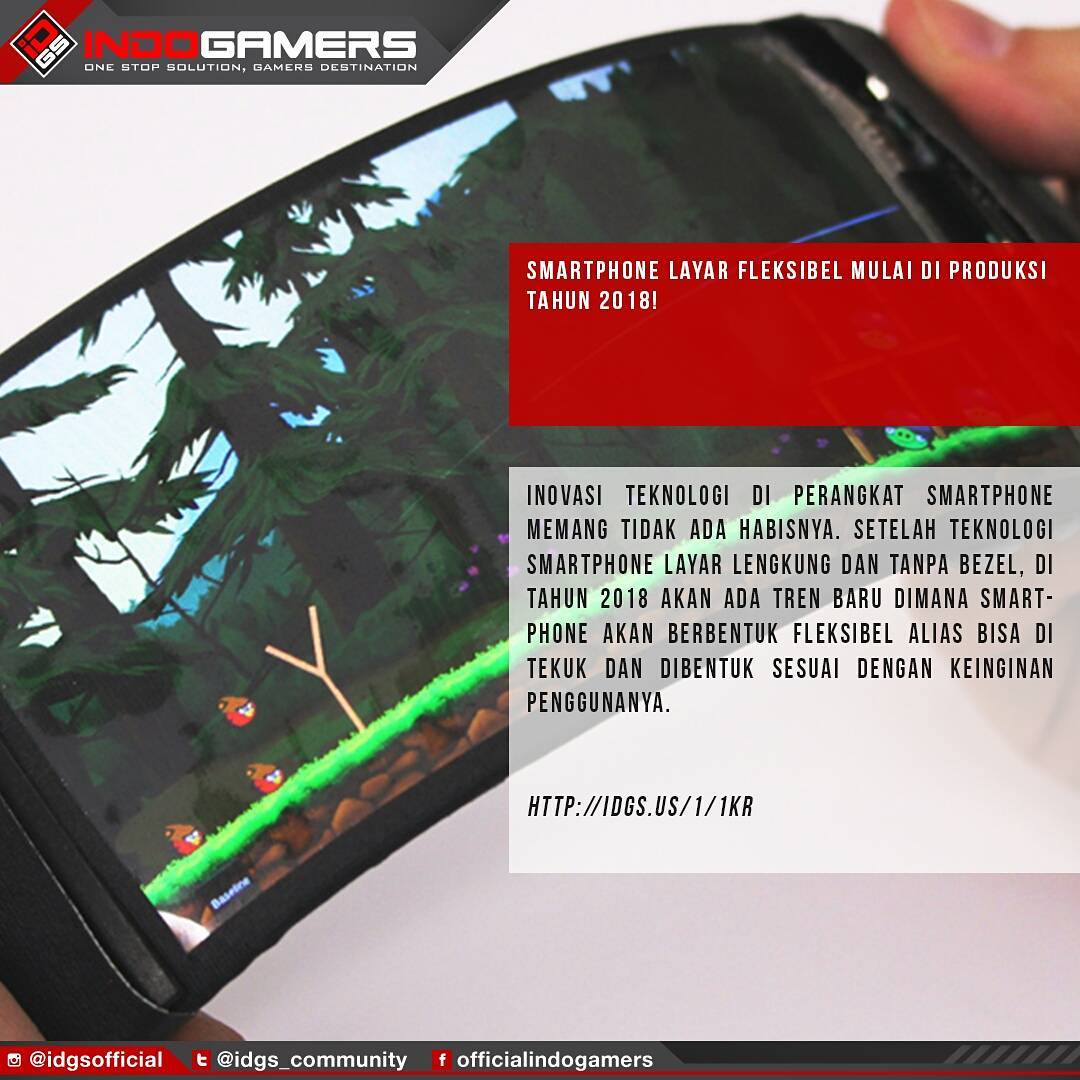 IDGS
INDOGAMERS
ONE STOP SOLUTION, GAMERS DESTINATION
SMARTPHONE LAYAR FLEKSIBEL MULAI DI PRODUKSI
TAHUN 2018!
INOVASI TEKNOLOGI DI PERANGKAT SMARTPHONE
MEMANG TIDAK ADA HABISNYA. SETELAH TEKNOLOGI
SMARTPHONE LAYAR LENGKUNG DAN TANPA BEZEL, DI
TAHUN 2018 AKAN ADA TREN BARU DIMANA SMART-
PHONE AKAN BERBENTUK FLEKSIBEL ALIAS BISA DI
TEKUK DAN DIBENTUK SESUAI DENGAN KEINGINAN
PENGGUNANYA.
HTTP://IDGS.US/1/1KR
Baseline
@idgsofficial @idgs_community officialindogamers